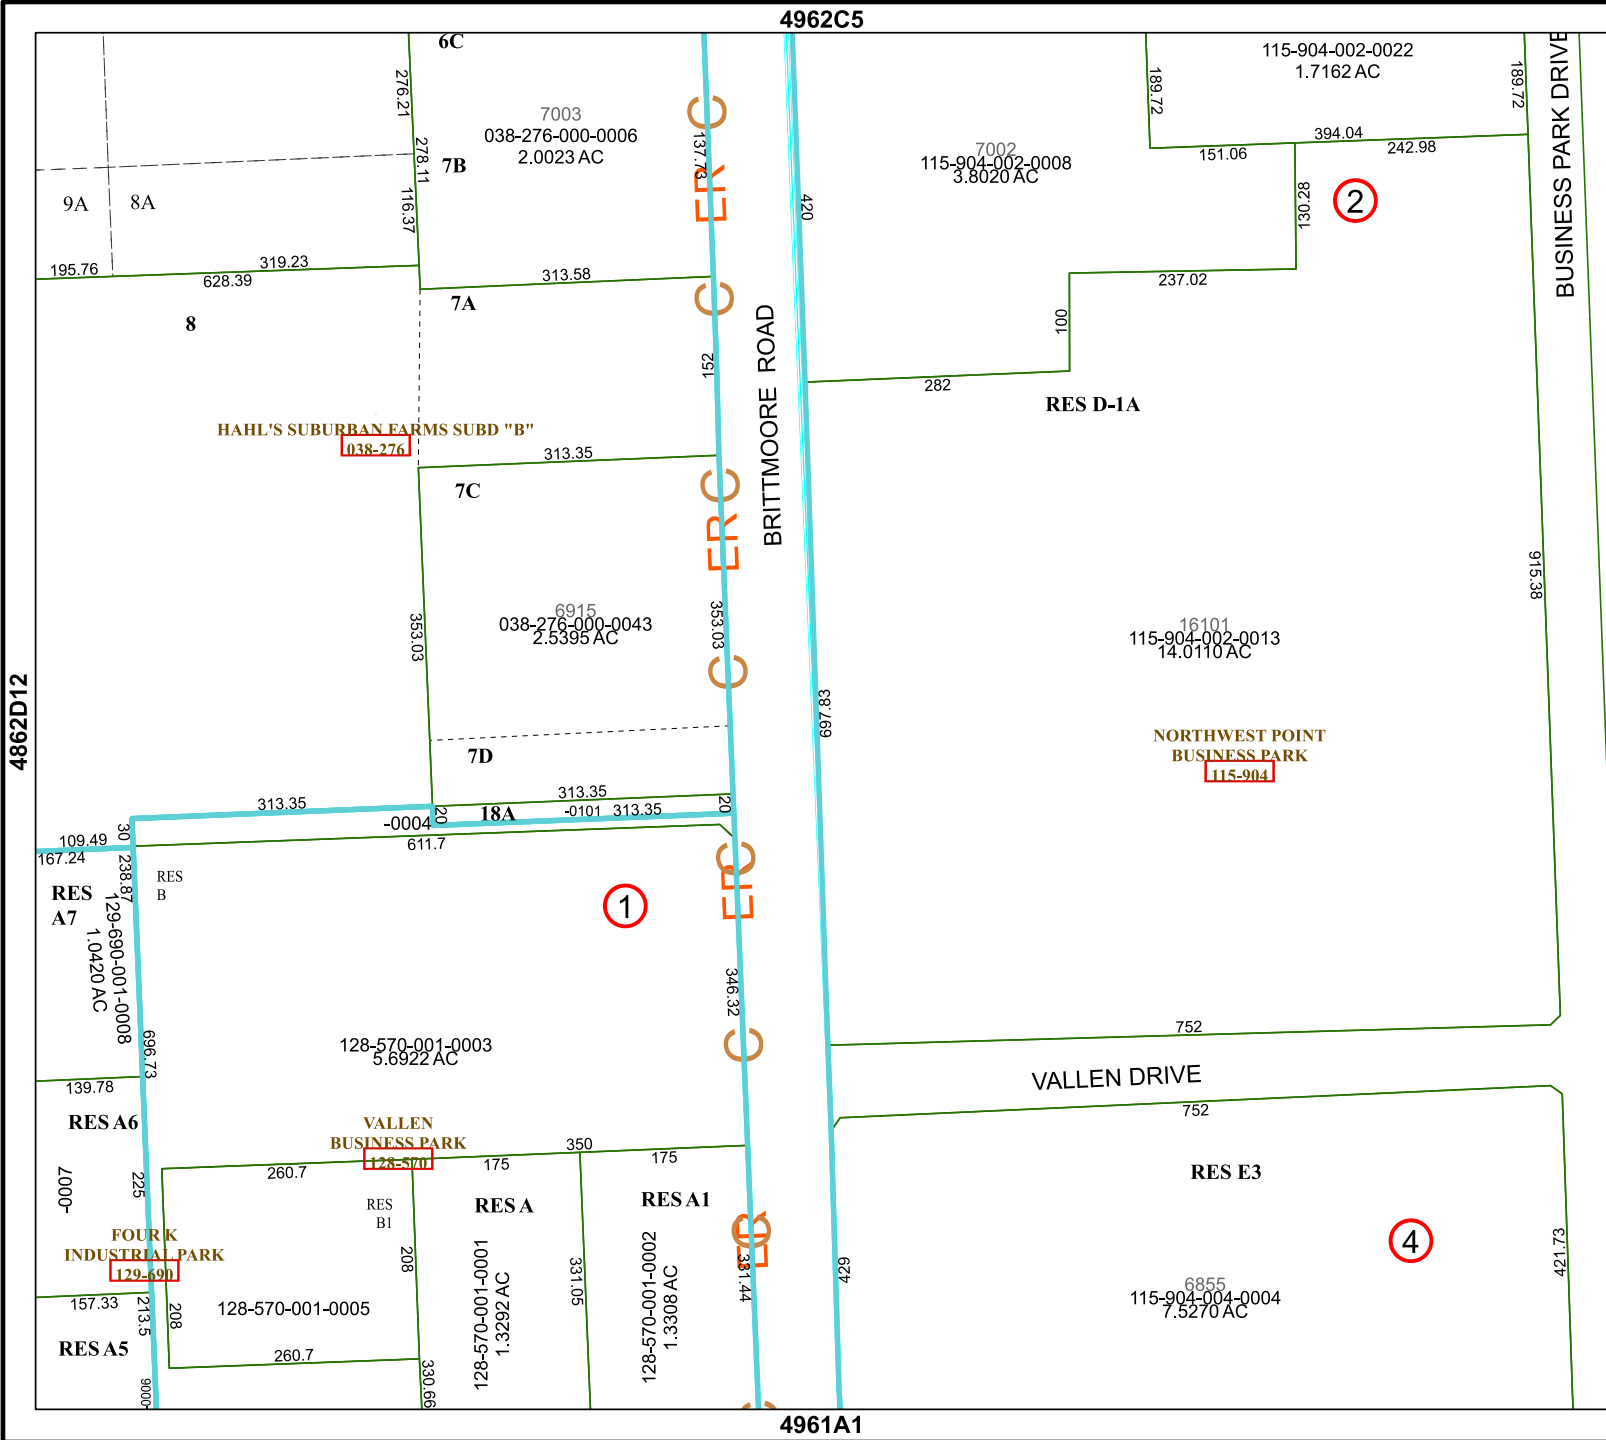 4962C5
6C
276.21
7003
038-276-000-0006
2.0023 AC
137.73
C
ER
189.72
115-904-002-0022
1.7162 AC
189.72
BUSINESS PARK DRIVE
278.11
7B
7002
115-904-002-0008
3.8020 AC
394.04
151.06
242.98
9A
8A
116.37
420
130.28
2
195.76
319.23
628.39
313.58
237.02
8
7A
C
100
152
BRITTMOORE ROAD
282
RES D-1A
HAHL'S SUBURBAN FARMS SUBD "B"
038-276
313.35
7C
C
ER
915.38
353.03
6915
038-276-000-0043
2.5395 AC
353.03
C
16101
115-904-002-0013
14.0110 AC
4862D12
697.83
NORTHWEST POINT
BUSINESS PARK
115-904
7D
313.35
313.35
20
18A
-0101
313.35
20
30
-0004
611.7
109.49
167.24
238.87
RES
A7
RES
B
129-690-001-0008
1.0420 AC
1
C
ER
346.32
C
696.73
128-570-001-0003
5.6922 AC
752
VALLEN DRIVE
752
139.78
RES A6
VALLEN
BUSINESS PARK
128-570
350
175
175
260.7
225
-0007
RES
B1
RES A
RES A1
RES E3
FOUR K
INDUSTRIAL PARK
129-690
208
208
128-570-001-0001
1.3292 AC
331.05
128-570-001-0002
1.3308 AC
C
ER
331.44
429
4
421.73
6855
115-904-004-0004
7.5270 AC
157.33
213.5
128-570-001-0005
RES A5
260.7
330.66
-0006
C
4961A1